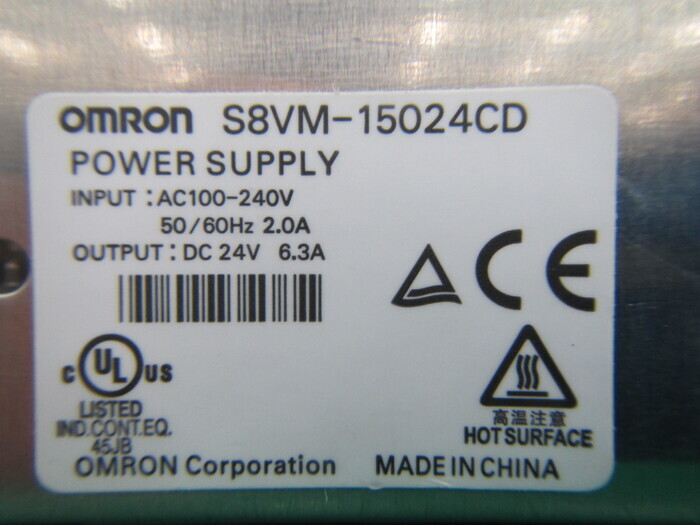 OMRON S8VM-15024CD
POWER SUPPLY
INPUT : AC100-240V
50/60Hz 2.0A
OUTPUT : DC 24V 6.3A
CE
C UL US
LISTED
IND.CONT.EQ.
45JB
高温注意
HOT SURFACE
OMRON Corporation MADE IN CHINA